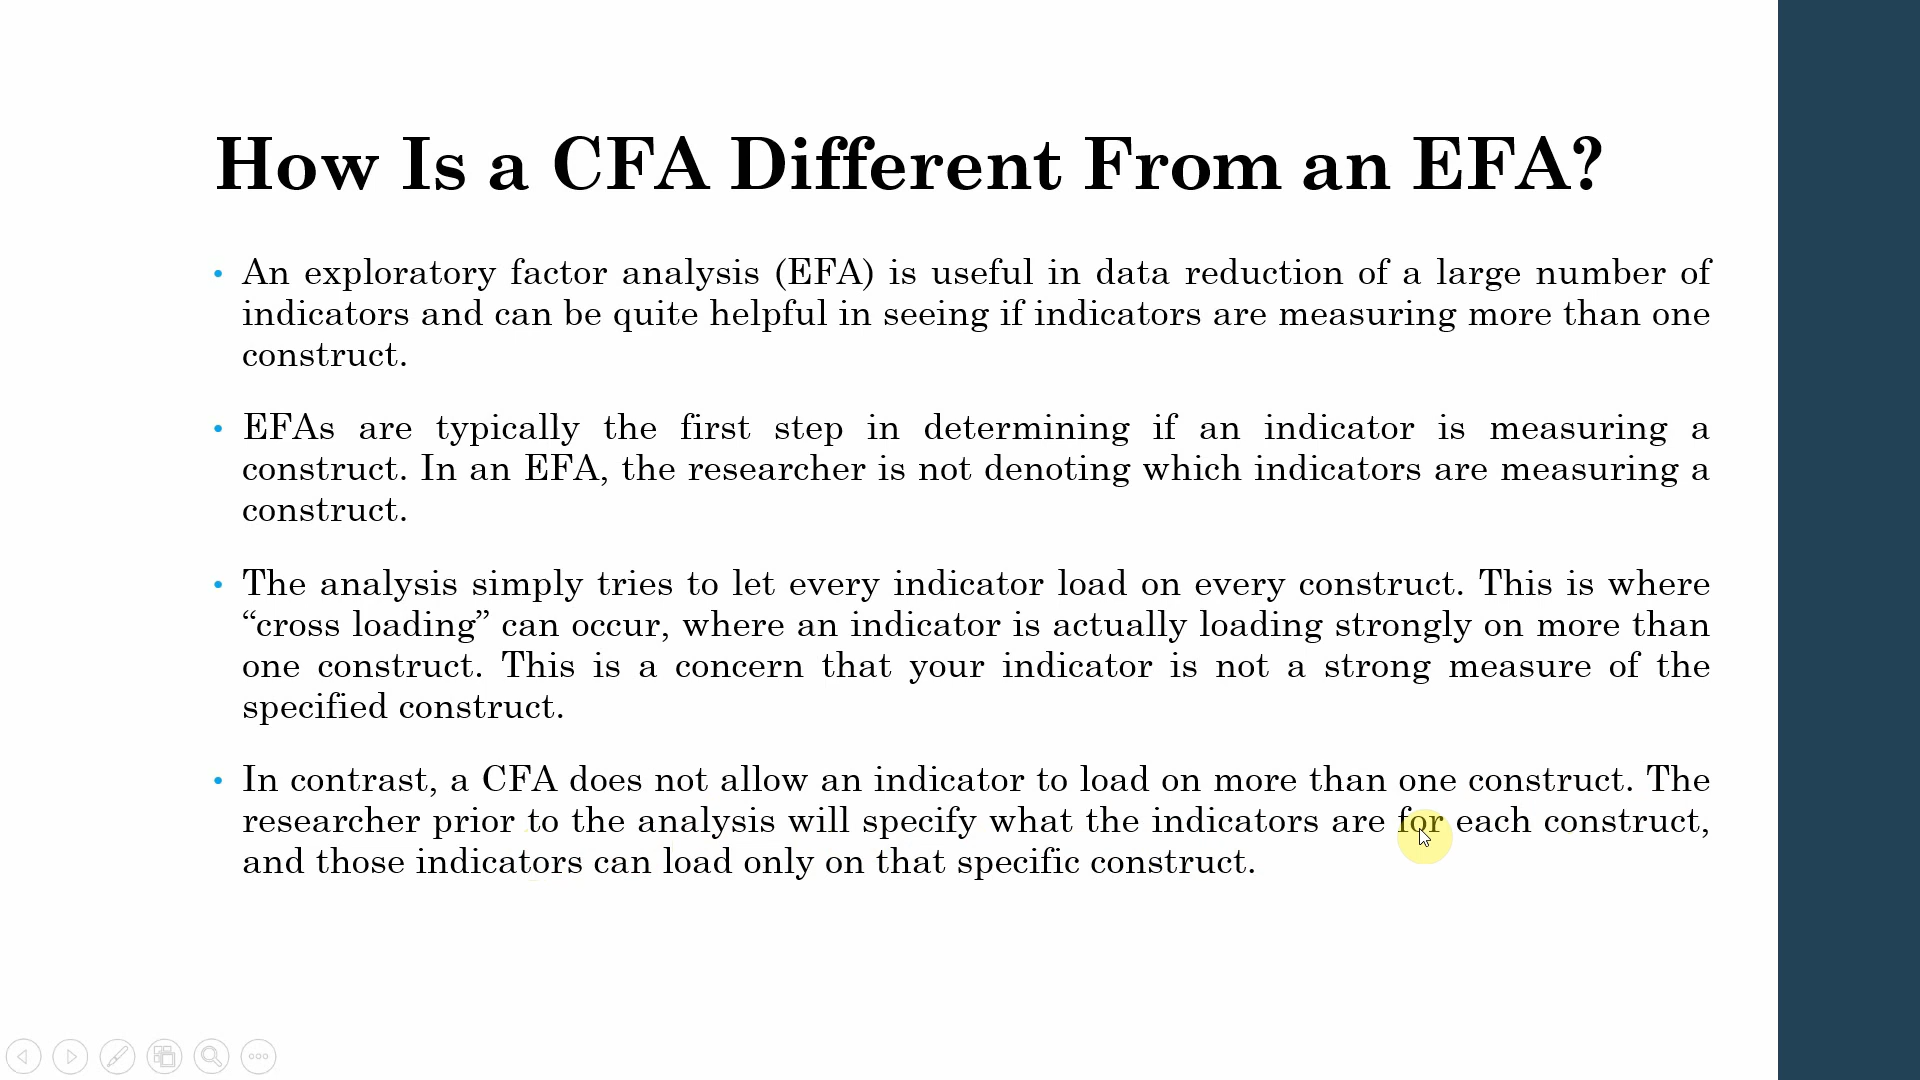 How Is a CFA Different From an EFA?
• An exploratory factor analysis (EFA) is useful in data reduction of a large number of
indicators and can be quite helpful in seeing if indicators are measuring more than one
construct.
• EFAs are typically the first step in determining if an indicator is measuring a
construct. In an EFA, the researcher is not denoting which indicators are measuring a
construct.
• The analysis simply tries to let every indicator load on every construct. This is where
“cross loading” can occur, where an indicator is actually loading strongly on more than
one construct. This is a concern that your indicator is not a strong measure of the
specified construct.
• In contrast, a CFA does not allow an indicator to load on more than one construct. The
researcher prior to the analysis will specify what the indicators are for each construct,
and those indicators can load only on that specific construct.